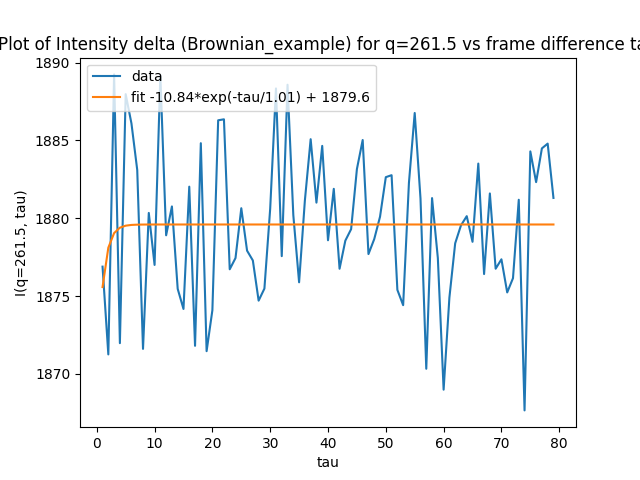 Plot of Intensity delta (Brownian_example) for q=261.5 vs frame difference ta
data
fit -10.84*exp(-tau/1.01) + 1879.6
I(q=261.5, tau)
1890
1885
1880
1875
1870
0 10 20 30 40 50 60 70 80
tau